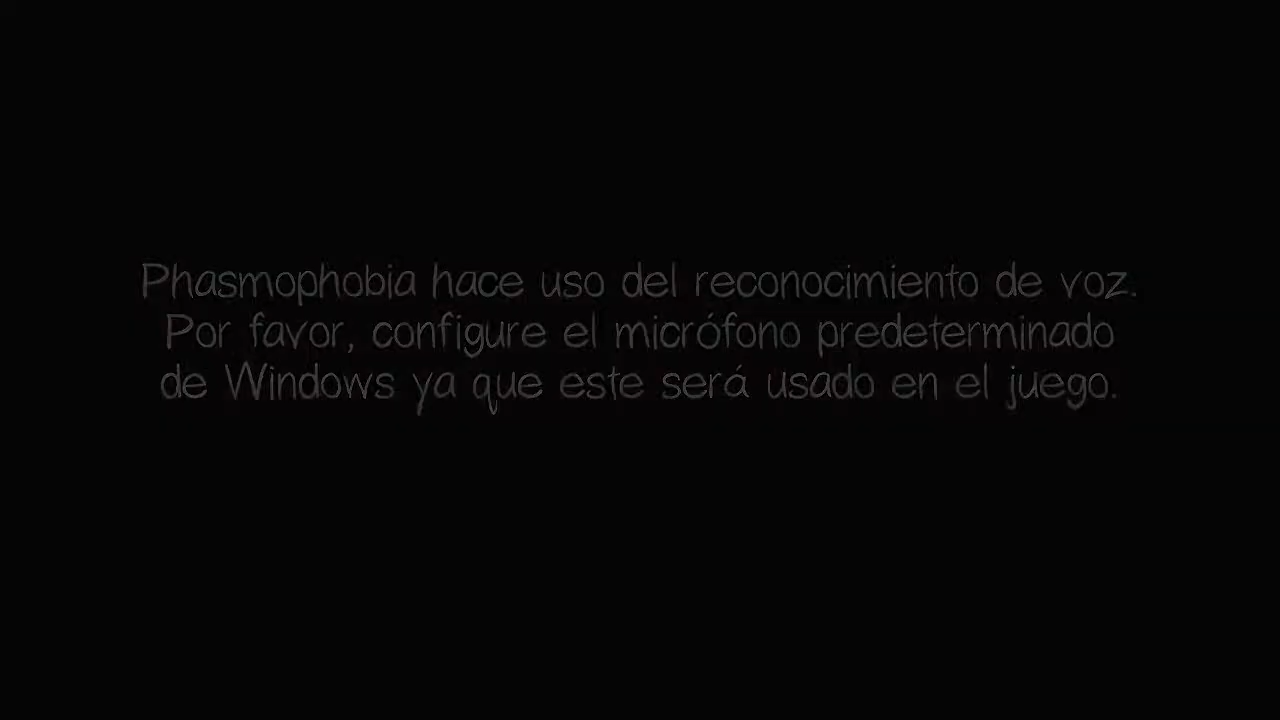 Phasmophobia hace uso del reconocimiento de voz.
Por favor, configure el micrófono predeterminado
de Windows ya que este será usado en el juego.